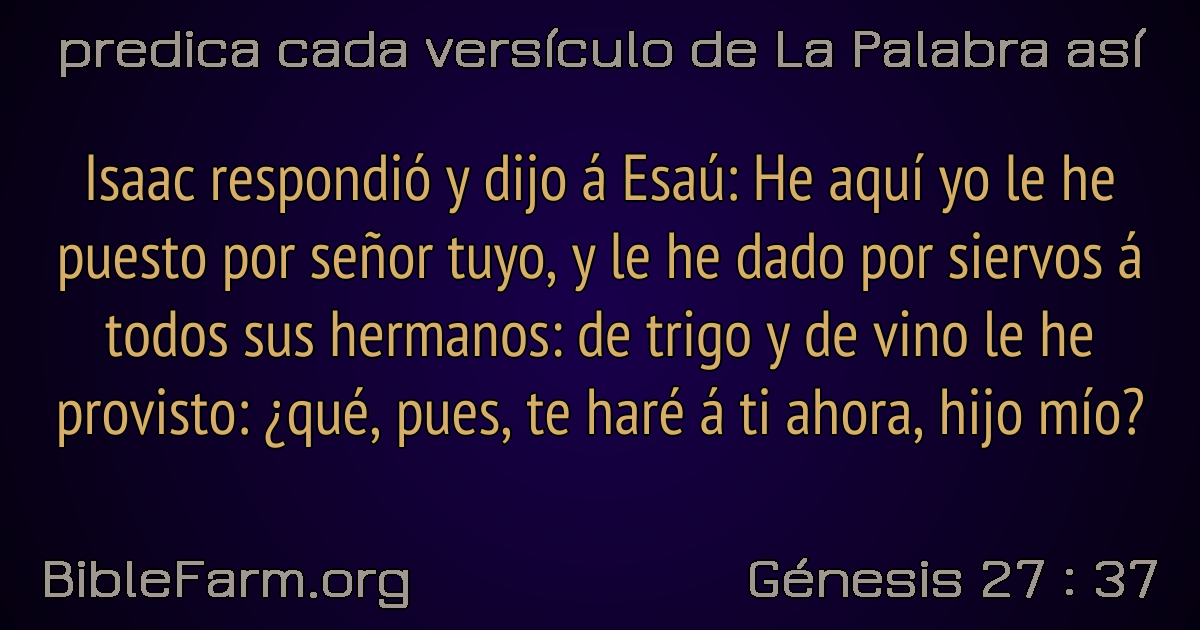 predica cada versículo de La Palabra así
Isaac respondió y dijo á Esaú: He aquí yo le he
puesto por señor tuyo, y le he dado por siervos á
todos sus hermanos: de trigo y de vino le he
provisto: ¿qué, pues, te haré á ti ahora, hijo mío?
BibleFarm.org
Génesis 27 : 37